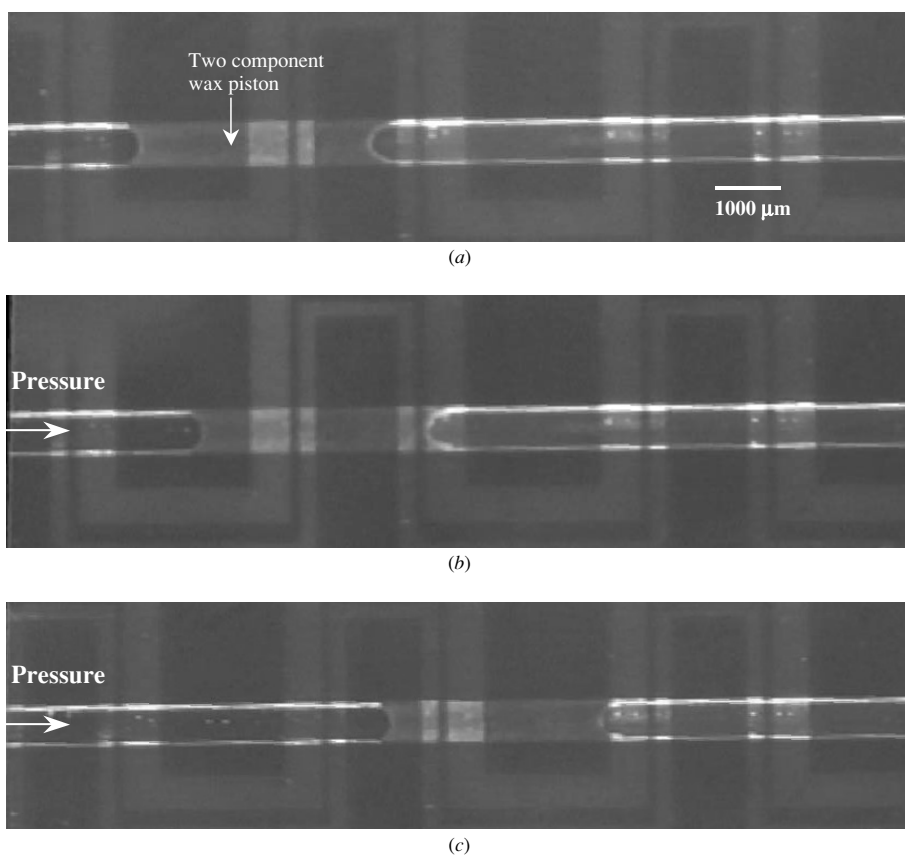 Two component
wax piston
1000 μm
(a)
Pressure
(b)
Pressure
(c)